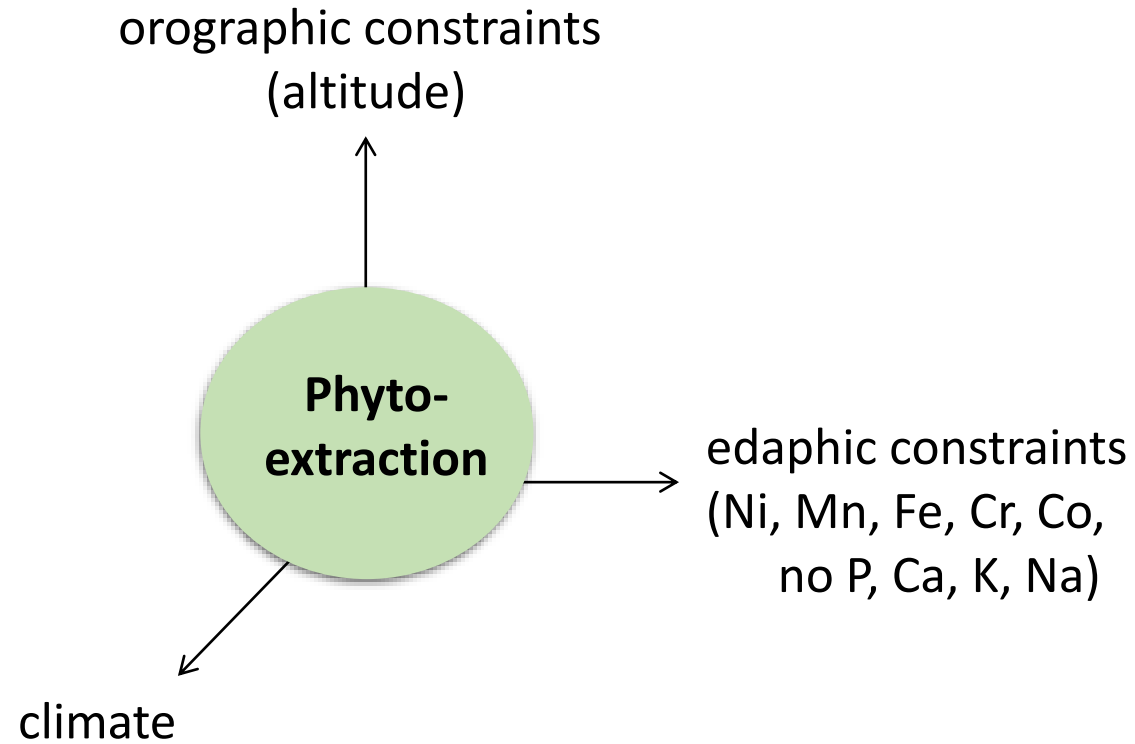 orographic constraints
(altitude)
Phyto-
extraction
edaphic constraints
(Ni, Mn, Fe, Cr, Co,
no P, Ca, K, Na)
climate